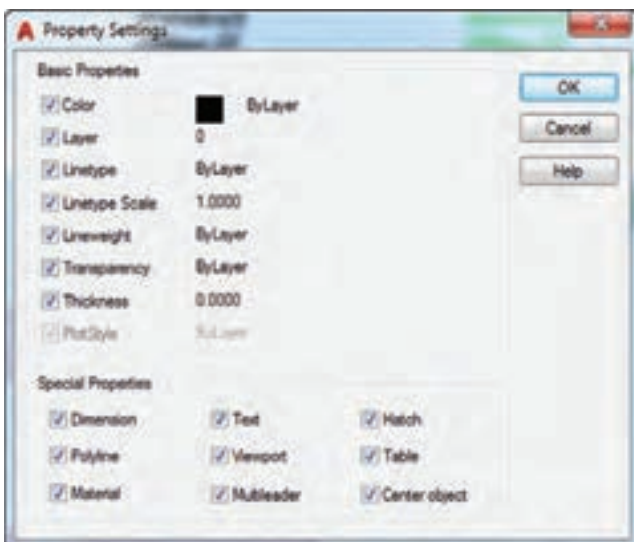 Property Settings
Basic Properties
OK
Color ByLayer
Cancel
Layer 0
Linetype ByLayer
Help
Linetype Scale 1.0000
Lineweight ByLayer
Transparency ByLayer
Thickness 0.0000
PlotStyle ByLayer
Special Properties
Dimension Text Hatch
Polyline Viewport Table
Material Multileader Center object